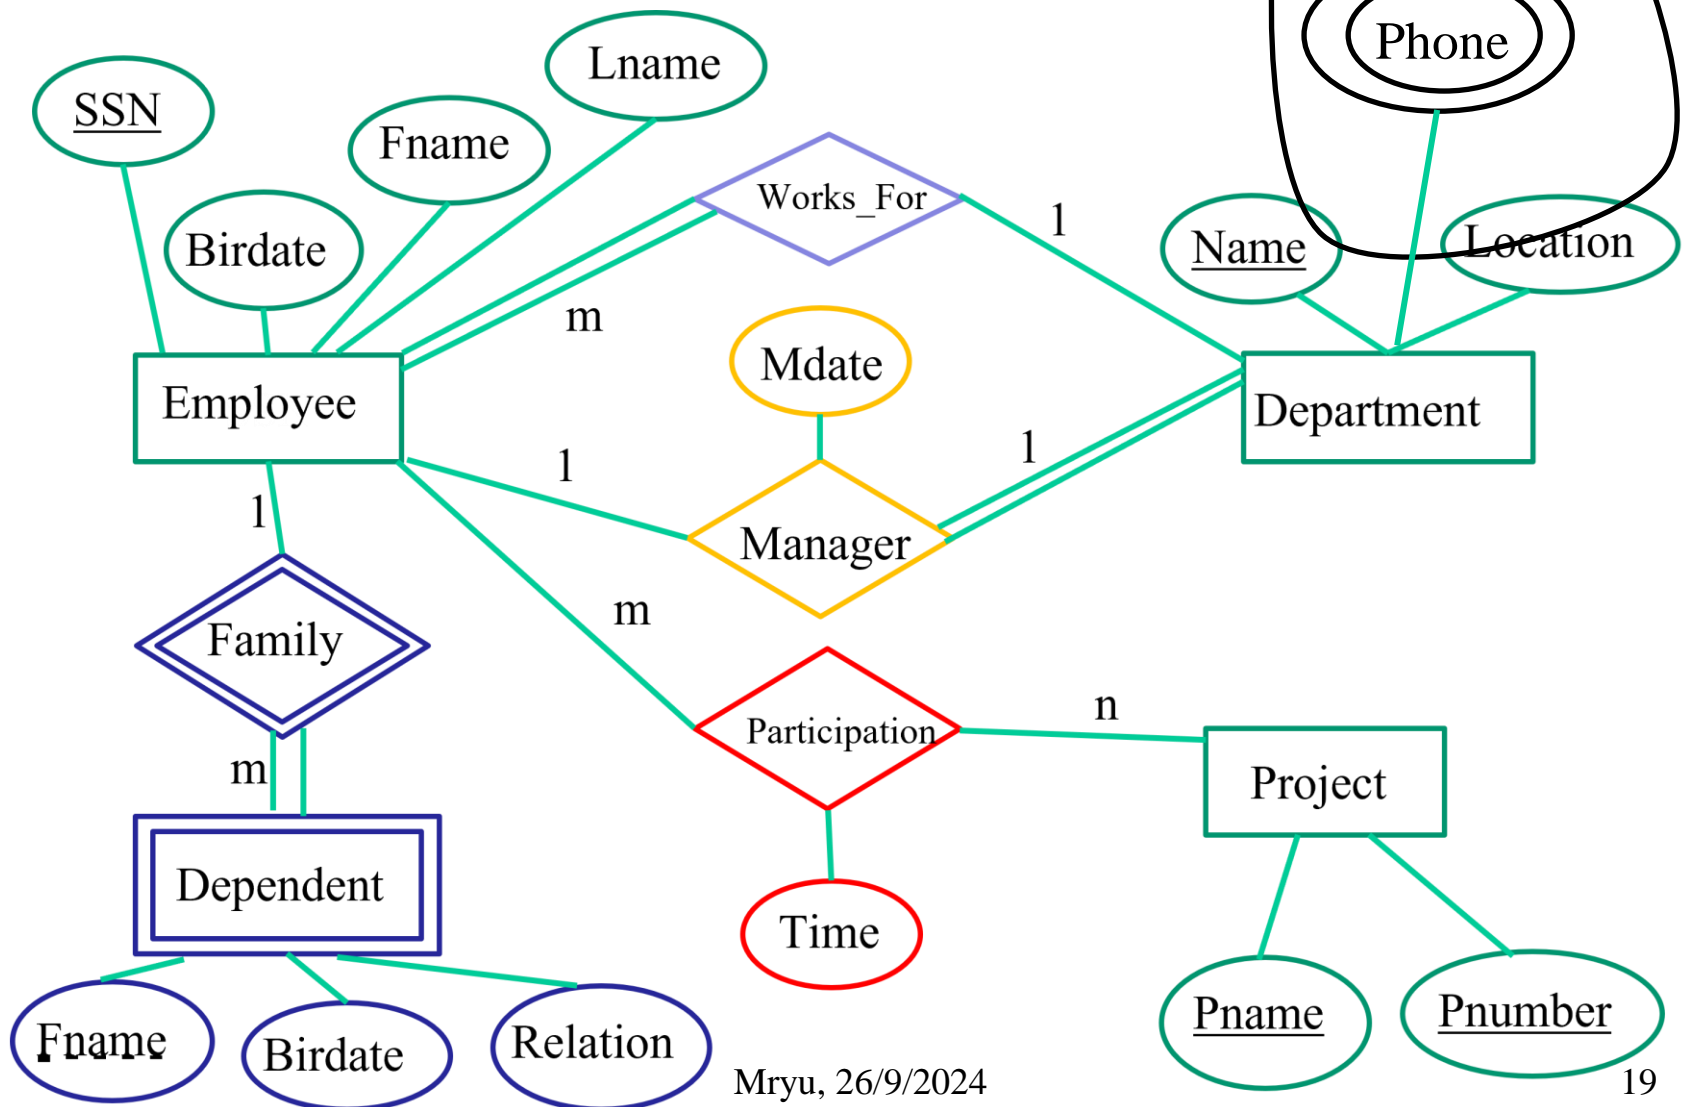 Phone
Lname
SSN
Fname
Works_For
1
Name
Location
Birdate
m
Mdate
Employee
Department
1
1
1
Manager
m
Family
n
Participation
m
Project
Dependent
Time
Pname
Pnumber
Fname
Birdate
Relation
Mryu, 26/9/2024
19